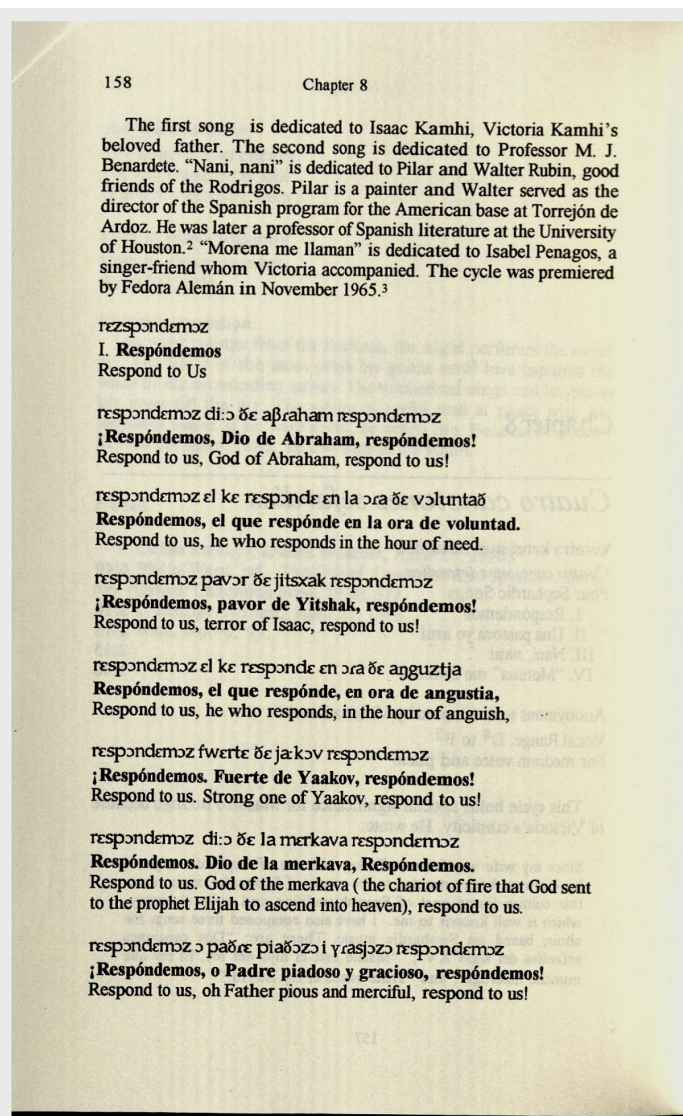 158
Chapter 8
The first song is dedicated to Isaac Kamhi, Victoria Kamhi's
beloved father. The second song is dedicated to Professor M. J.
Benardete. “Nani, nani” is dedicated to Pilar and Walter Rubin, good
friends of the Rodrigos. Pilar is a painter and Walter served as the
director of the Spanish program for the American base at Torrejón de
Ardoz. He was later a professor of Spanish literature at the University
of Houston.² “Morena me llaman” is dedicated to Isabel Penagos, a
singer-friend whom Victoria accompanied. The cycle was premiered
by Fedora Alemán in November 1965.³
rɛzspɔndɛmɔz
I. Respóndemos
Respond to Us
rɛspɔndɛmɔz di:ɔ ðɛ aβɾaham rɛspɔndɛmɔz
¡Respóndemos, Dio de Abraham, respóndemos!
Respond to us, God of Abraham, respond to us!
rɛspɔndɛmɔz ɛl kɛ rɛspɔndɛ ɛn la ɔɾa ðɛ vɔluntað
Respóndemos, el que respónde en la ora de voluntad.
Respond to us, he who responds in the hour of need.
rɛspɔndɛmɔz pavɔr ðɛ jitsxak rɛspɔndɛmɔz
¡Respóndemos, pavor de Yitshak, respóndemos!
Respond to us, terror of Isaac, respond to us!
rɛspɔndɛmɔz ɛl kɛ rɛspɔndɛ ɛn ɔɾa ðɛ aŋguztja
Respóndemos, el que respónde, en ora de angustia,
Respond to us, he who responds, in the hour of anguish,
rɛspɔndɛmɔz fwɛrtɛ ðɛ ja:kɔv rɛspɔndɛmɔz
¡Respóndemos. Fuerte de Yaakov, respóndemos!
Respond to us. Strong one of Yaakov, respond to us!
rɛspɔndɛmɔz di:ɔ ðɛ la mɛrkava rɛspɔndɛmɔz
Respóndemos. Dio de la merkava, Respóndemos.
Respond to us. God of the merkava ( the chariot of fire that God sent
to the prophet Elijah to ascend into heaven), respond to us.
rɛspɔndɛmɔz ɔ paðɾɛ piaðɔzɔ i ɣɾasjɔzɔ rɛspɔndɛmɔz
¡Respóndemos, o Padre piadoso y gracioso, respóndemos!
Respond to us, oh Father pious and merciful, respond to us!